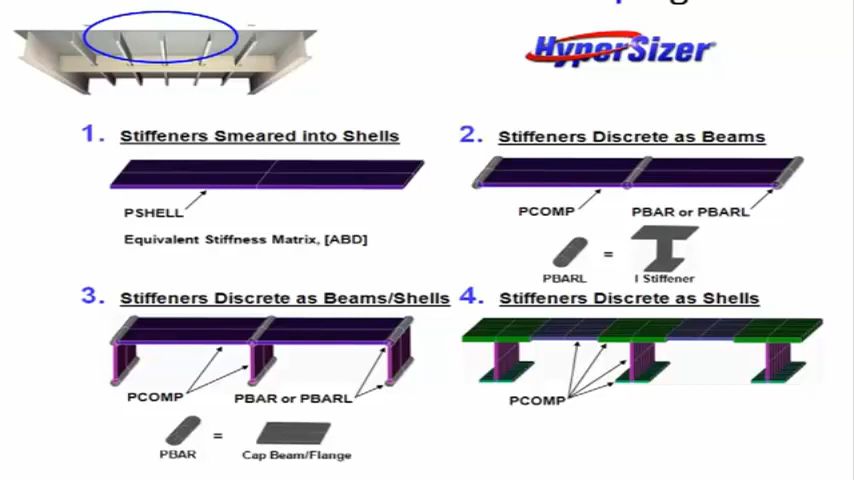 HyperSizer
1. Stiffeners Smeared into Shells
PSHELL
Equivalent Stiffness Matrix, [ABD]
2. Stiffeners Discrete as Beams
PCOMP
PBAR or PBARL
=
PBARL
I Stiffener
3. Stiffeners Discrete as Beams/Shells
PCOMP
PBAR or PBARL
=
PBAR
Cap Beam/Flange
4. Stiffeners Discrete as Shells
PCOMP